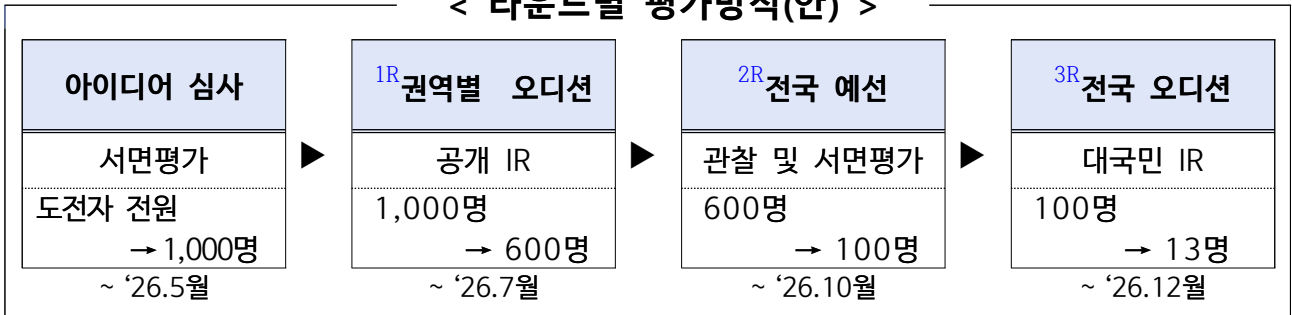 < 라운드별 평가방식(안) >
아이디어 심사
서면평가
도전자 전원
→ 1,000명
~ ‘26.5월
▶
1R권역별 오디션
공개 IR
1,000명
→ 600명
~ ‘26.7월
▶
2R전국 예선
관찰 및 서면평가
600명
→ 100명
~ ‘26.10월
▶
3R전국 오디션
대국민 IR
100명
→ 13명
~ ‘26.12월